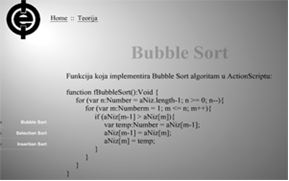 Home :: Teorija
Bubble Sort
Funkcija koja implementira Bubble Sort algoritam u ActionScriptu:
function fBubbleSort():Void {
for (var n:Number = aNiz.length-1; n >= 0; n--){
for (var m:Numberm = 1; m <= n; m++){
if (aNiz[m-1] > aNiz[m]){
var temp:Number = aNiz[m-1];
aNiz[m-1] = aNiz[m];
aNiz[m] = temp;
}
}
}
}
Bubble Sort
Selection Sort
Insertion Sort